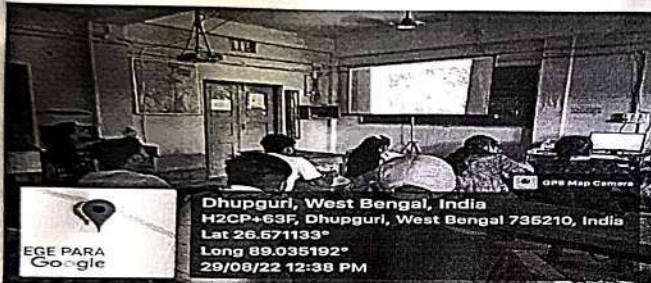 GPS Map Camera
Dhupguri, West Bengal, India
H2CP+63F, Dhupguri, West Bengal 735210, India
Lat 26.571133°
Long 89.035192°
29/08/22 12:38 PM
EGE PARA
Google